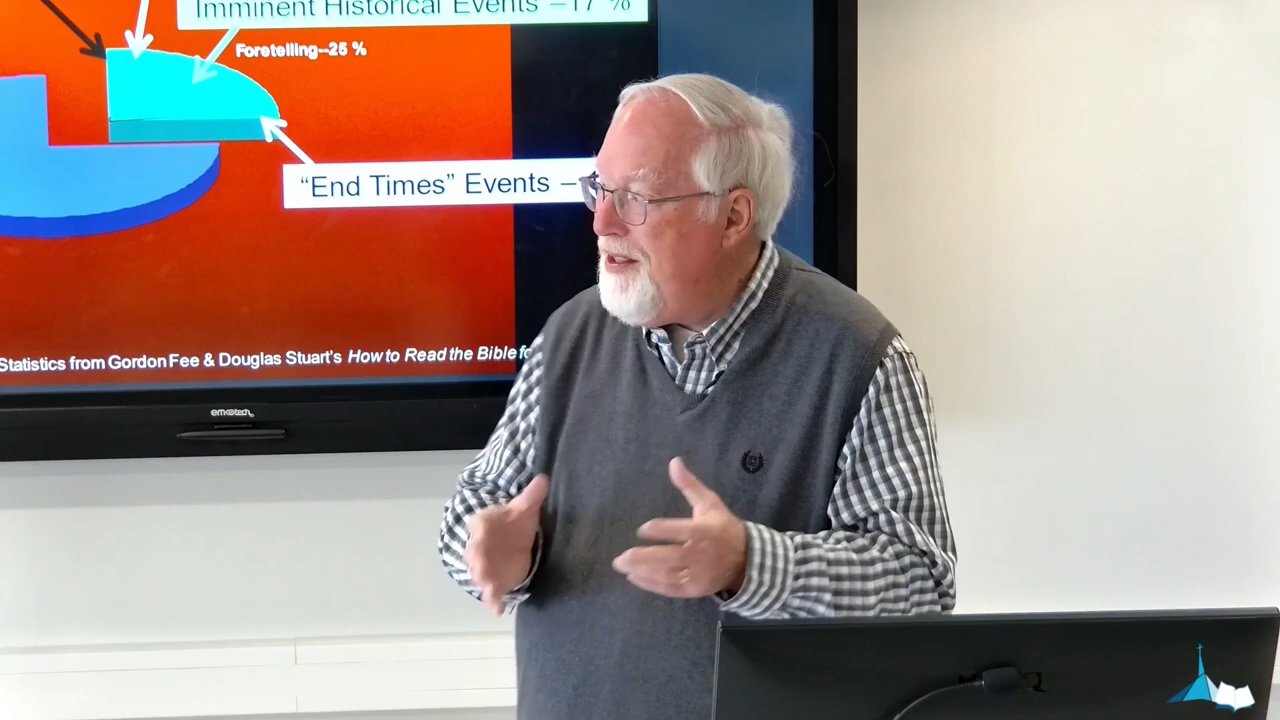 Imminent Historical Events –17 %
Foretelling--25 %
“End Times” Events –
Statistics from Gordon Fee & Douglas Stuart's How to Read the Bible